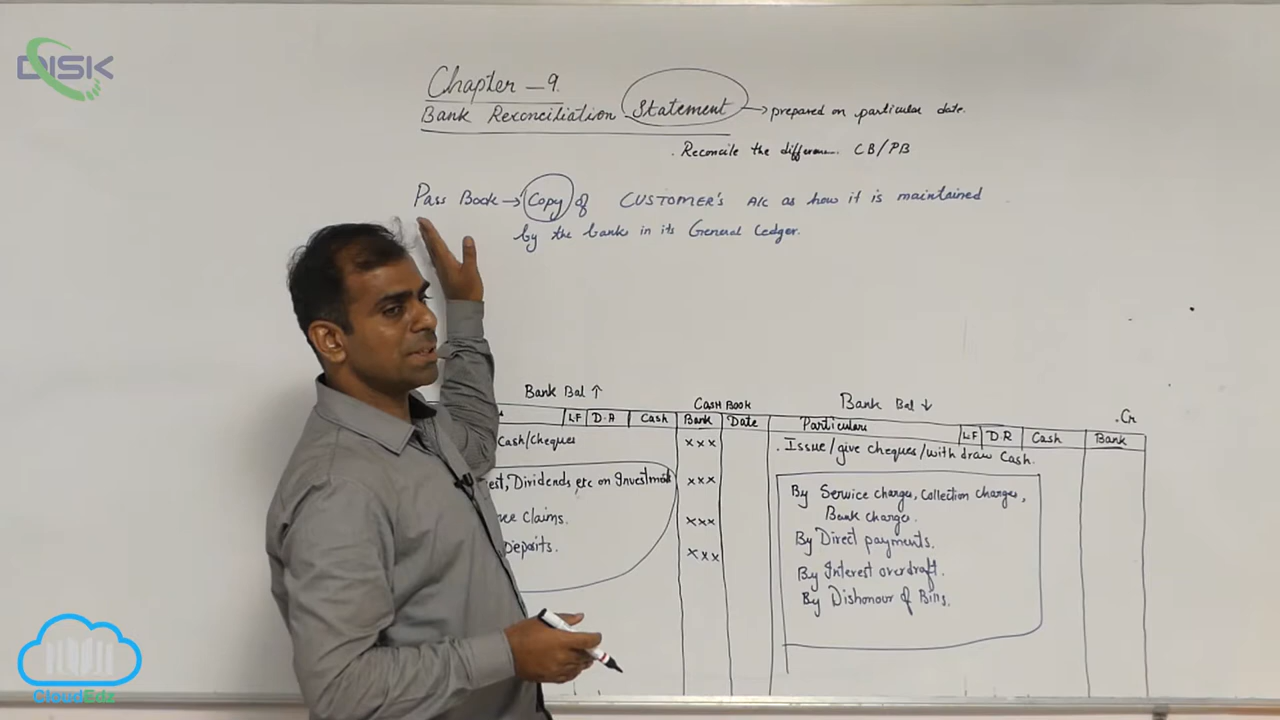 DISK
Chapter - 9.
Bank Reconciliation Statement → prepared on particular date.
. Reconcile the differen. CB/PB
Pass Book → Copy of CUSTOMER'S A/c as how it is maintained
by the banks in its General Ledger.
Bank Bal ↑
CASH BOOK
Bank Bal ↓
.Cr
LF D.A Cash Bank Date Particulars LF D.R Cash Bank
Cash/Cheques xxx . Issue/give cheques/with draw Cash.
est, Dividends etc on Investments xxx By Service charges, Collection charges,
Bank charges.
Claims. xxx By Direct payments.
Deposits. xxx By Interest overdraft.
By Dishonour of Bills.
CloudEdz